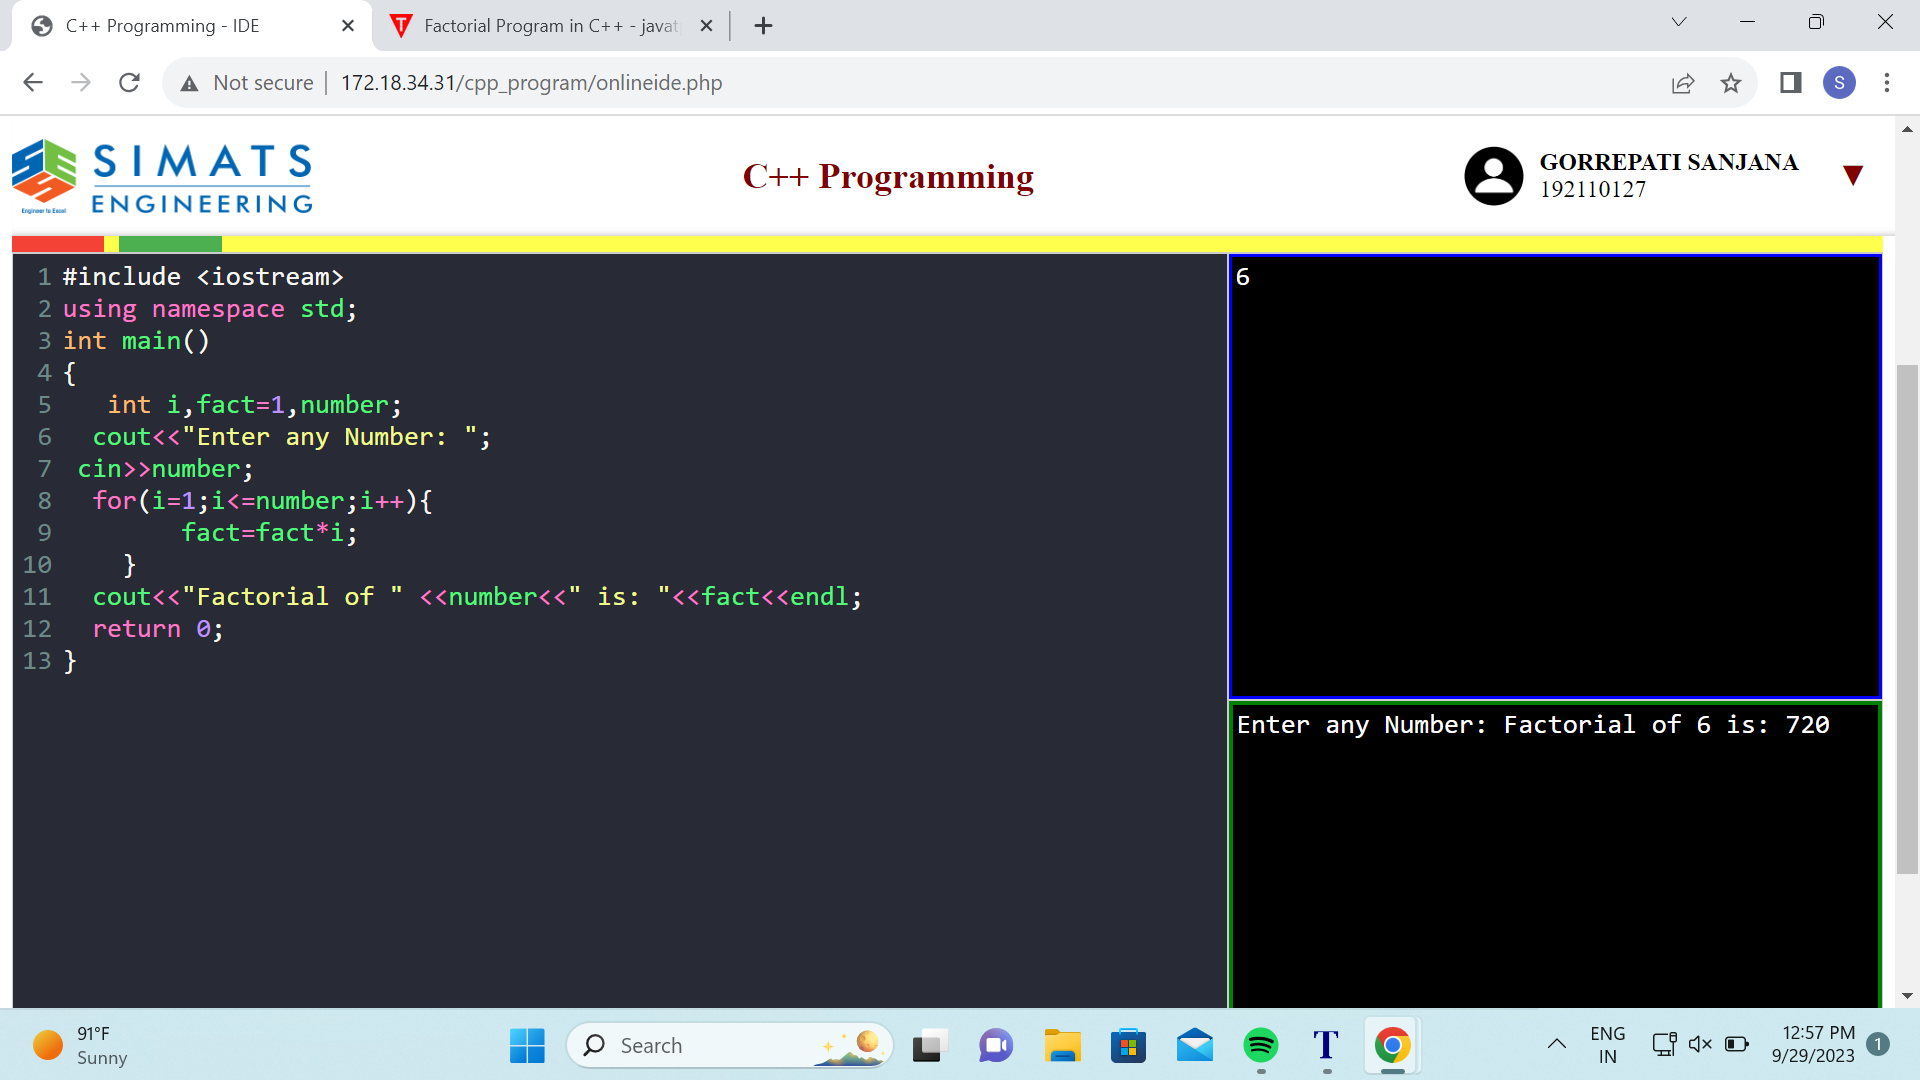 C++ Programming - IDE
Factorial Program in C++ - javat
Not secure
172.18.34.31/cpp_program/onlineide.php
S
SIMATS
ENGINEERING
Engineer to Excel
C++ Programming
GORREPATI SANJANA
192110127
1 #include <iostream>
2 using namespace std;
3 int main()
4 {
5    int i,fact=1,number;
6   cout<<"Enter any Number: ";
7  cin>>number;
8   for(i=1;i<=number;i++){
9         fact=fact*i;
10     }
11   cout<<"Factorial of " <<number<<" is: "<<fact<<endl;
12   return 0;
13 }
6
Enter any Number: Factorial of 6 is: 720
91°F
Sunny
Search
T
ENG
IN
12:57 PM
9/29/2023
1